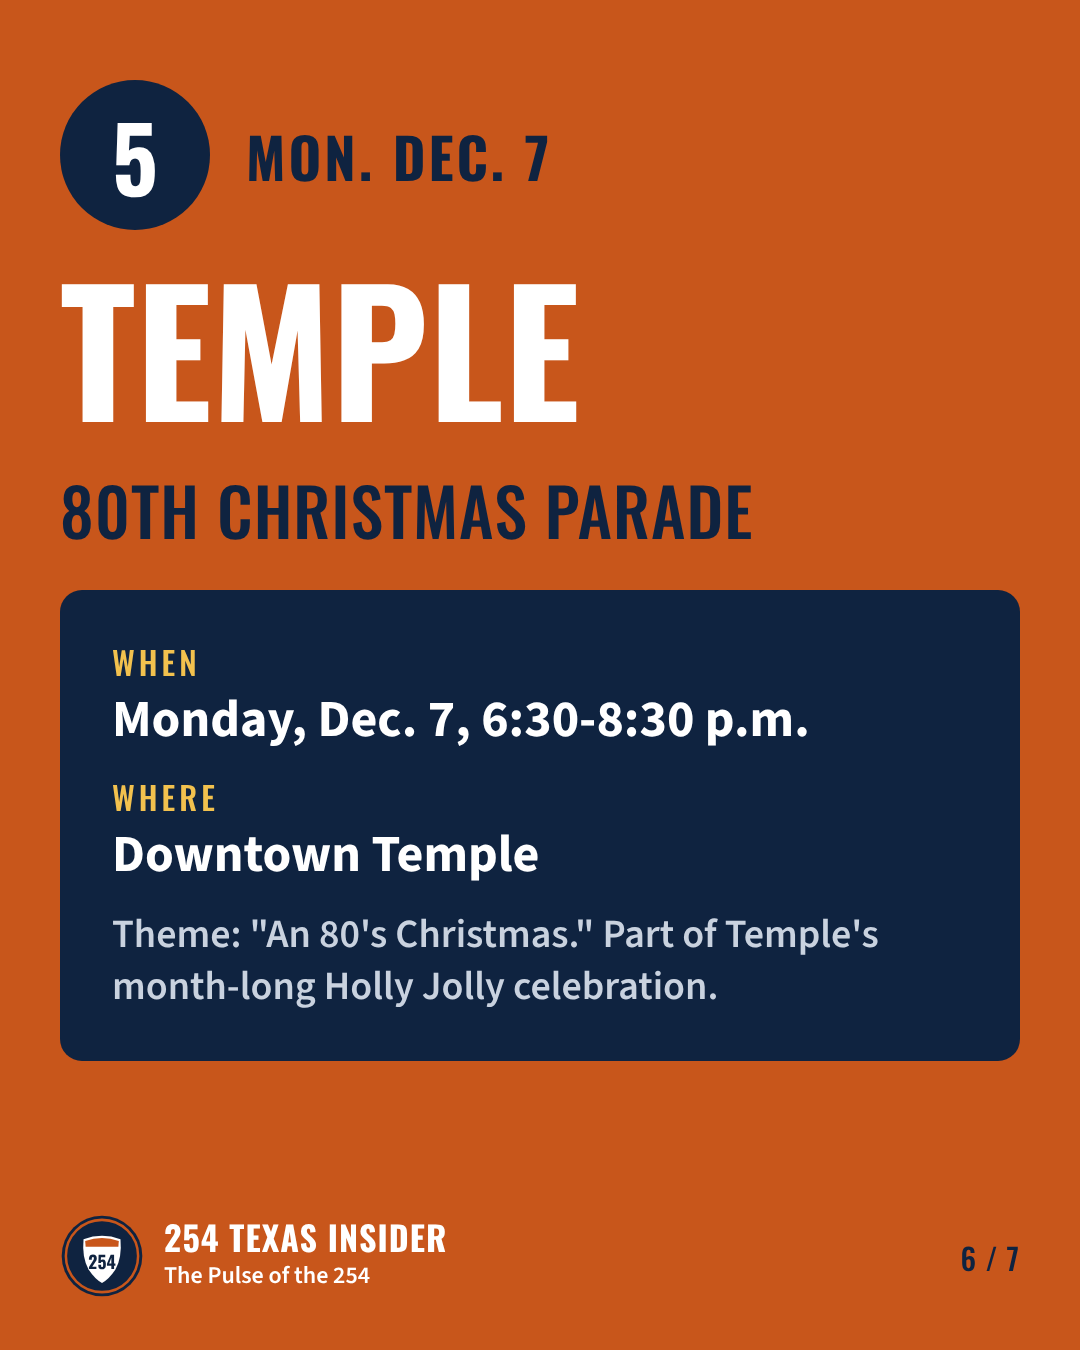 5
MON. DEC. 7
TEMPLE
80TH CHRISTMAS PARADE
WHEN
Monday, Dec. 7, 6:30-8:30 p.m.
WHERE
Downtown Temple
Theme: "An 80's Christmas." Part of Temple's
month-long Holly Jolly celebration.
254
254 TEXAS INSIDER
The Pulse of the 254
6 / 7